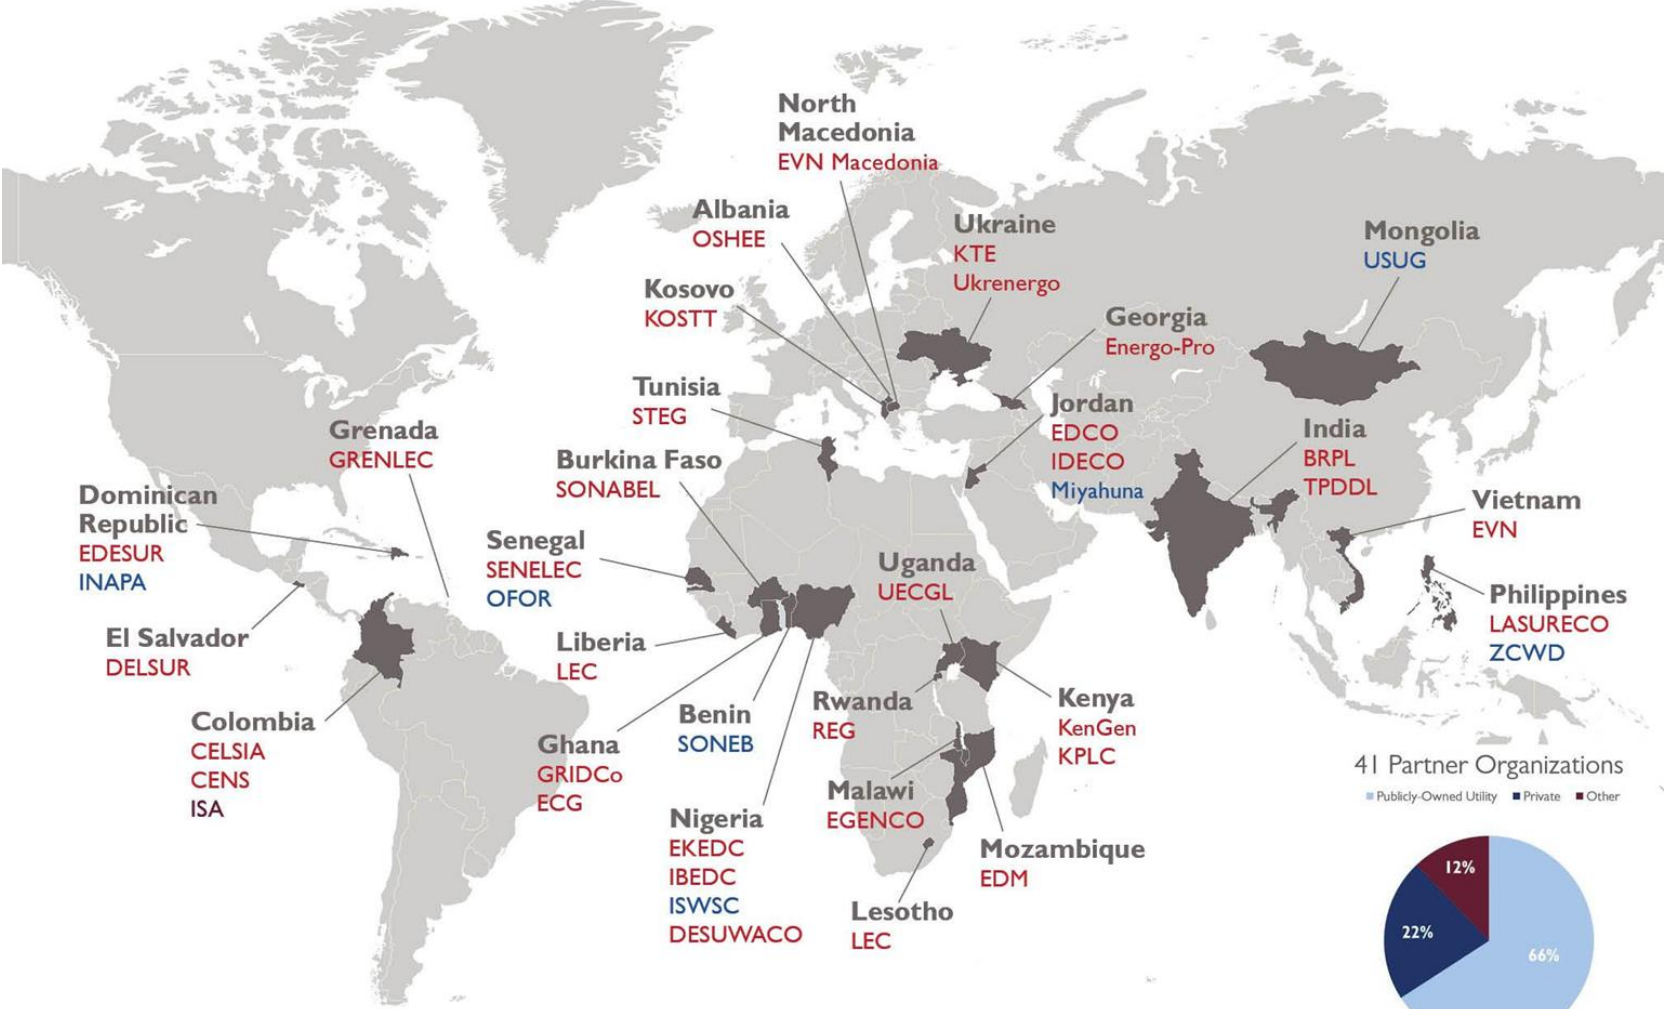 North
Macedonia
EVN Macedonia
Albania
OSHEE
Ukraine
KTE
Ukrenergo
Mongolia
USUG
Kosovo
KOSTT
Georgia
Energo-Pro
Tunisia
STEG
Jordan
EDCO
IDECO
Miyahuna
India
BRPL
TPDDL
Grenada
GRENLEC
Burkina Faso
SONABEL
Dominican
Republic
EDESUR
INAPA
Vietnam
EVN
Senegal
SENELEC
OFOR
Uganda
UECGL
Philippines
LASURECO
ZCWD
El Salvador
DELSUR
Liberia
LEC
Colombia
CELSIA
CENS
ISA
Ghana
GRIDCo
ECG
Benin
SONEB
Rwanda
REG
Kenya
KenGen
KPLC
Malawi
EGENCO
Nigeria
EKEDC
IBEDC
ISWSC
DESUWACO
Mozambique
EDM
Lesotho
LEC
41 Partner Organizations
Publicly-Owned Utility Private Other
12%
22%
66%